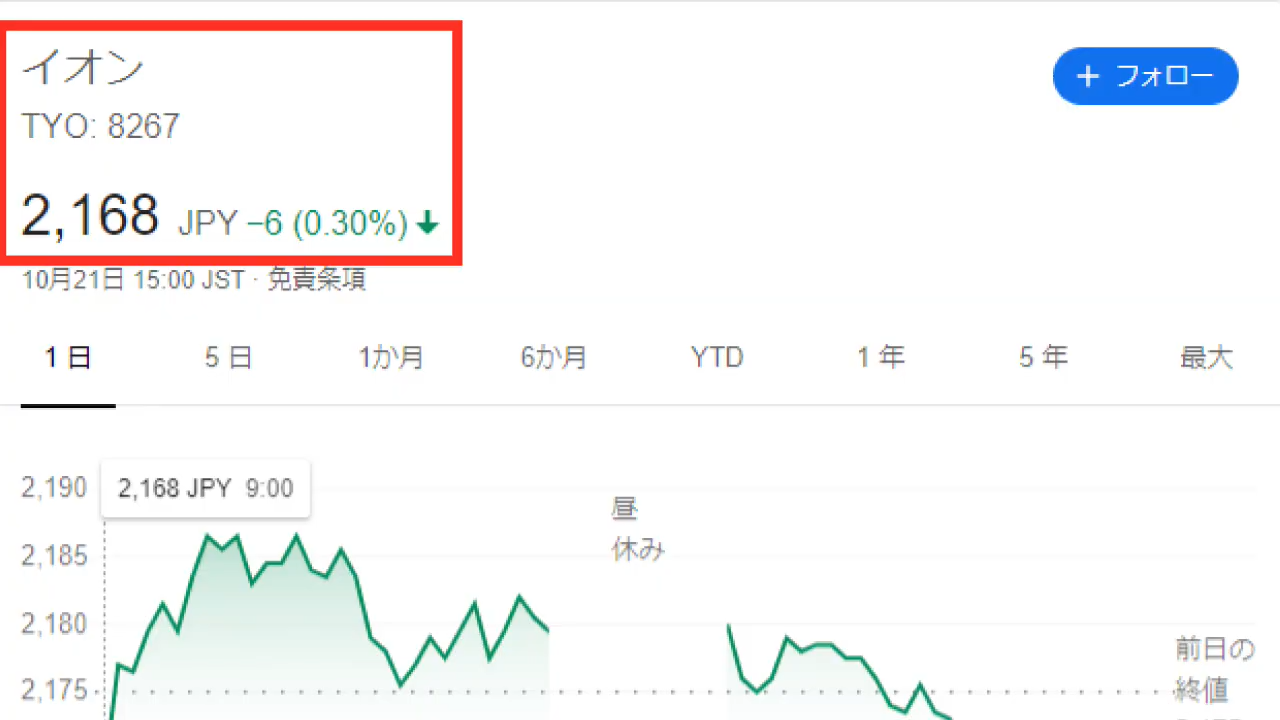 イオン
+ フォロー
TYO: 8267
2,168 JPY −6 (0.30%)↓
10月21日 15:00 JST · 免責条項
1 日 5 日 1か月 6か月 YTD 1 年 5 年 最大
2,190
2,168 JPY 9:00
昼
休み
2,185
2,180
前日の
終値
2,175